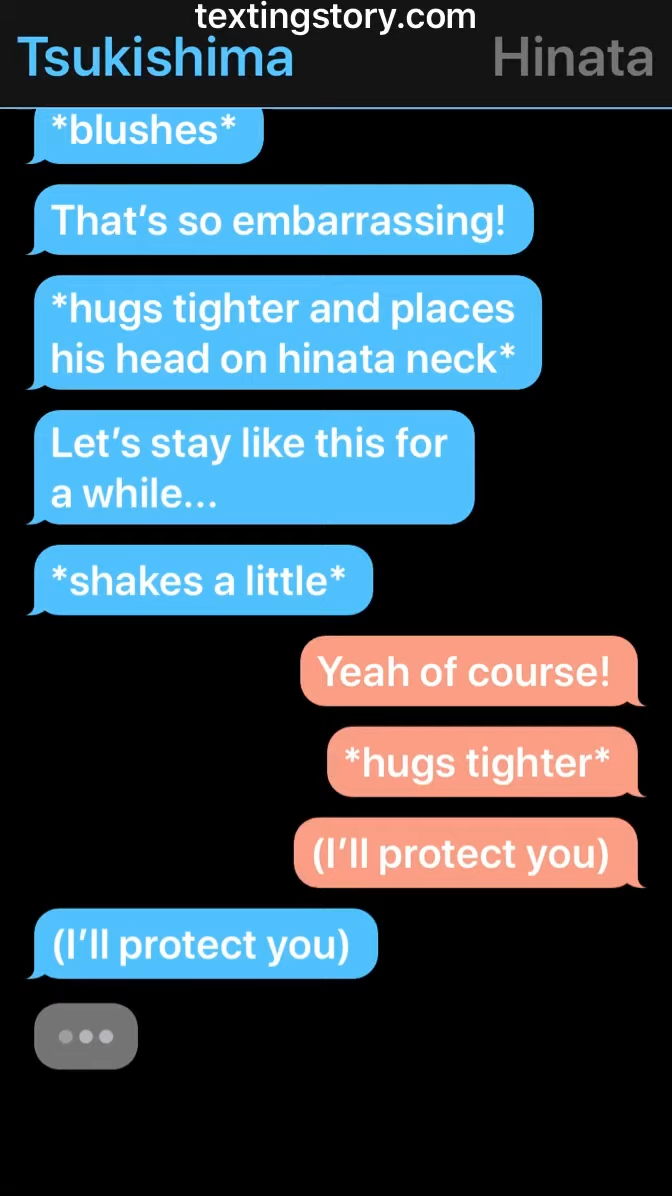 textingstory.com
Tsukishima
Hinata
*blushes*
That’s so embarrassing!
*hugs tighter and places
his head on hinata neck*
Let’s stay like this for
a while...
*shakes a little*
Yeah of course!
*hugs tighter*
(I’ll protect you)
(I’ll protect you)